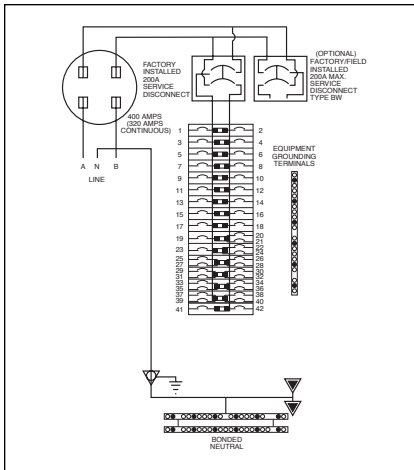 FACTORY
INSTALLED
200A
SERVICE
DISCONNECT
(OPTIONAL)
FACTORY/FIELD
INSTALLED
200A MAX.
SERVICE
DISCONNECT
TYPE BW
400 AMPS
(320 AMPS
CONTINUOUS)
A N B
LINE
EQUIPMENT
GROUNDING
TERMINALS
1 2
3 4
5 6
7 8
9 10
11 12
13 14
15 16
17 18
19 20
21
22
23 24
25 26
27 28
29 30
31 32
33 34
35 36
37 38
39 40
41 42
BONDED
NEUTRAL